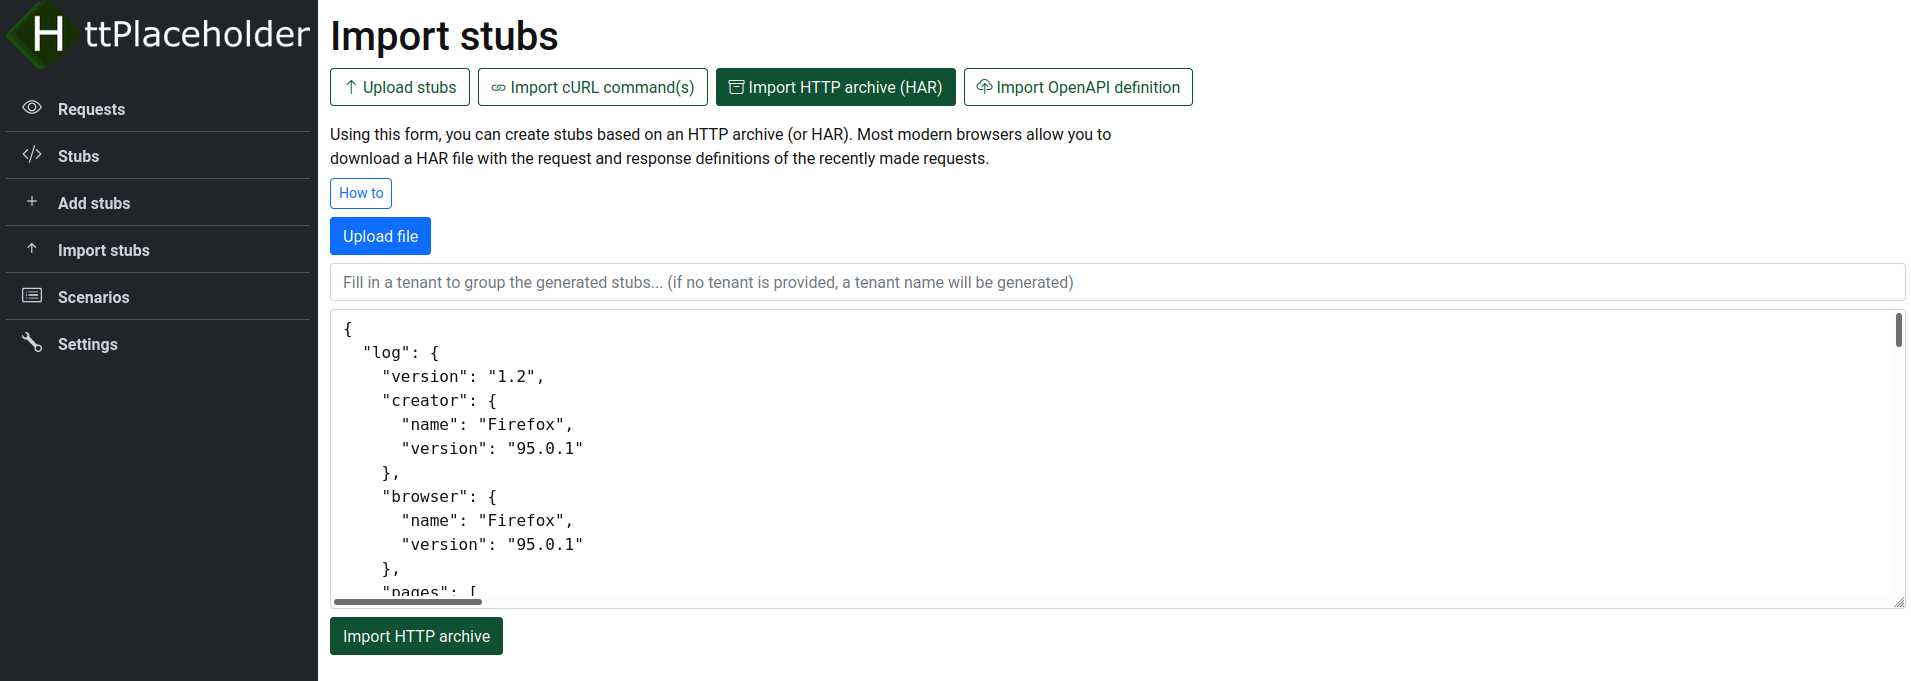 HttPlaceholder
Requests
Stubs
Add stubs
Import stubs
Scenarios
Settings
Import stubs
Upload stubs
Import cURL command(s)
Import HTTP archive (HAR)
Import OpenAPI definition
Using this form, you can create stubs based on an HTTP archive (or HAR). Most modern browsers allow you to
download a HAR file with the request and response definitions of the recently made requests.
How to
Upload file
Fill in a tenant to group the generated stubs... (if no tenant is provided, a tenant name will be generated)
{
  "log": {
    "version": "1.2",
    "creator": {
      "name": "Firefox",
      "version": "95.0.1"
    },
    "browser": {
      "name": "Firefox",
      "version": "95.0.1"
    },
    "pages": [
Import HTTP archive